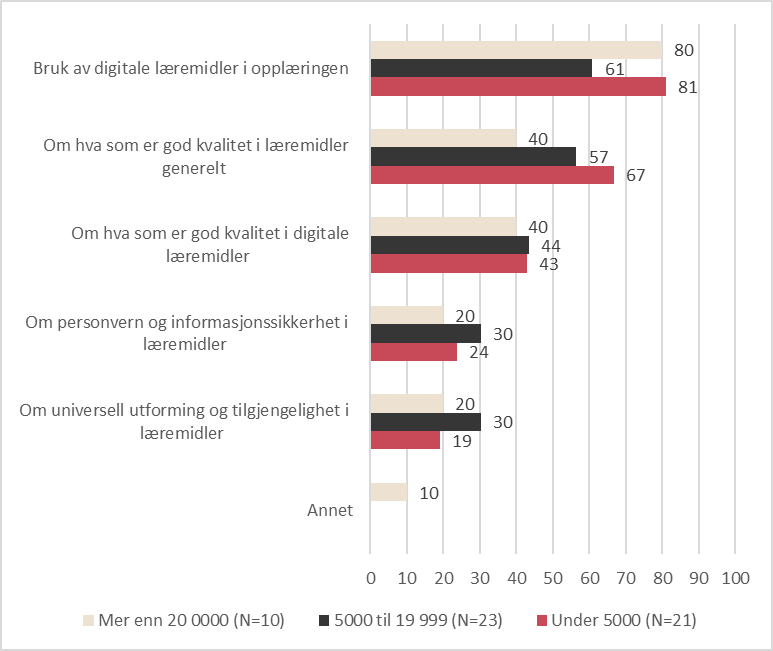 Bruk av digitale læremidler i opplæringen
80
61
81
Om hva som er god kvalitet i læremidler
generelt
40
57
67
Om hva som er god kvalitet i digitale
læremidler
40
44
43
Om personvern og informasjonssikkerhet i
læremidler
20
30
24
Om universell utforming og tilgjengelighet i
læremidler
20
30
19
Annet
10
0 10 20 30 40 50 60 70 80 90 100
Mer enn 20 0000 (N=10) 5000 til 19 999 (N=23) Under 5000 (N=21)